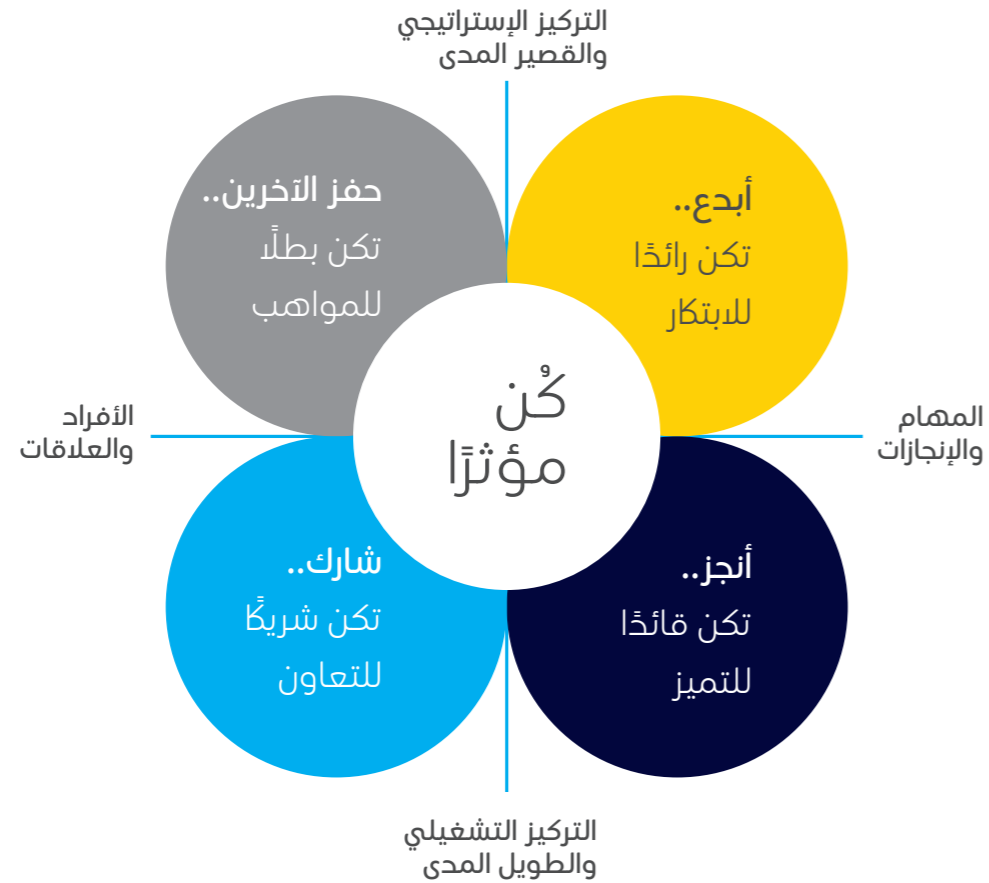 التركيز الإستراتيجي
والقصير المدى
أبدع..
تكن رائدًا
للابتكار
حفز الآخرين..
تكن بطلًا
للمواهب
كُن
مؤثرًا
المهام
والإنجازات
الأفراد
والعلاقات
أنجز..
تكن قائدًا
للتميز
شارك..
تكن شريكًا
للتعاون
التركيز التشغيلي
والطويل المدى